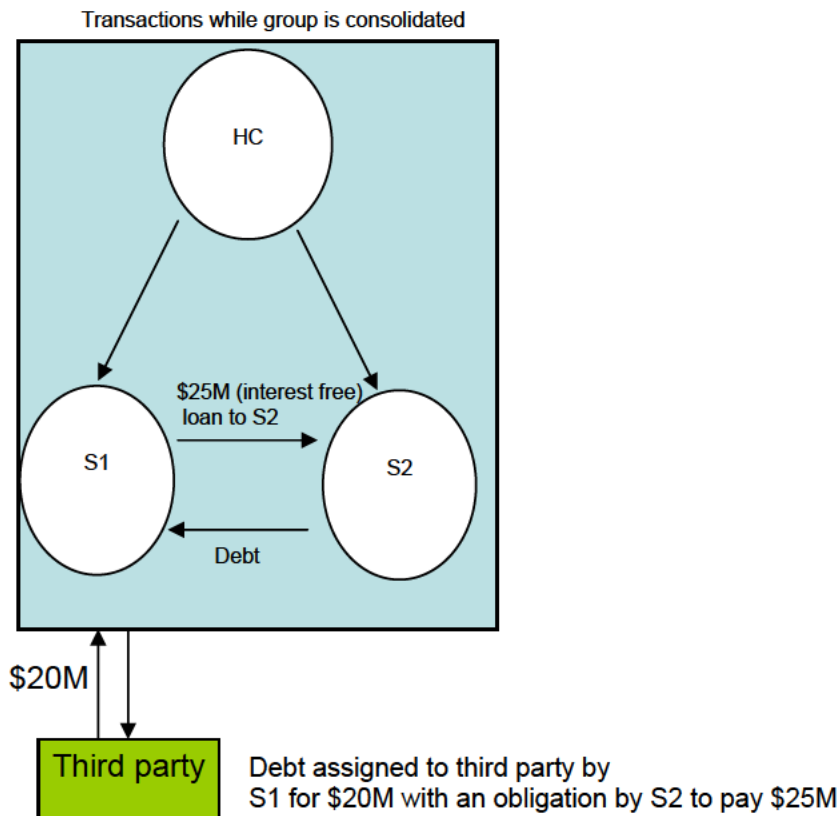 Transactions while group is consolidated
HC
$25M (interest free)
loan to S2
S1
S2
Debt
$20M
Third party
Debt assigned to third party by
S1 for $20M with an obligation by S2 to pay $25M